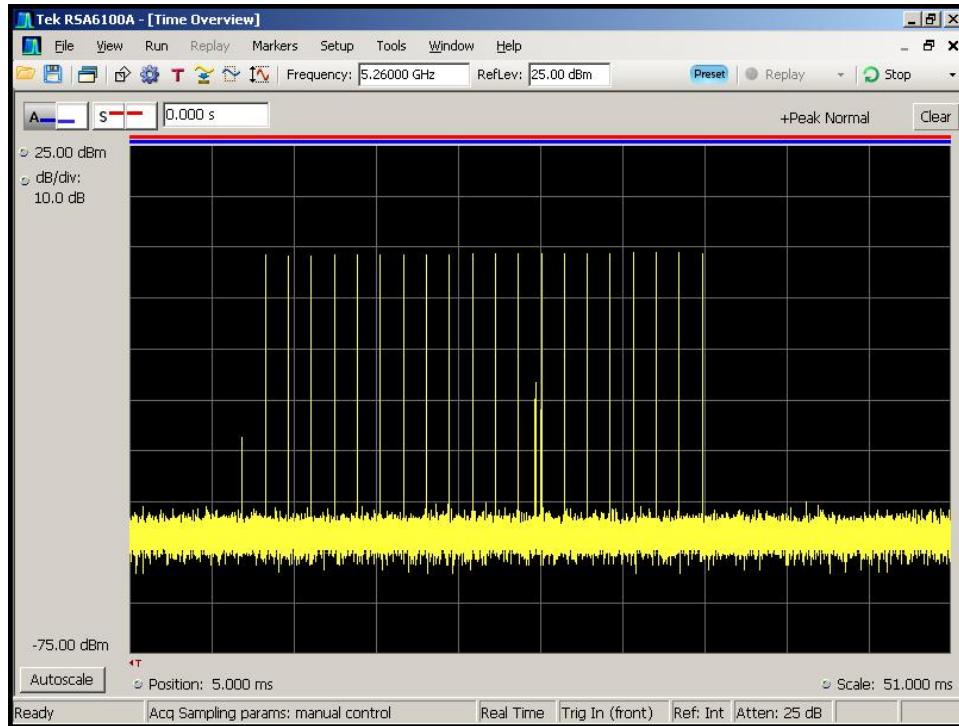 Tek RSA6100A - [Time Overview]
File View Run Replay Markers Setup Tools Window Help
T Frequency: 5.26000 GHz RefLev: 25.00 dBm Preset Replay Stop
A S 0.000 s +Peak Normal Clear
25.00 dBm
dB/div:
10.0 dB
-75.00 dBm
T
Autoscale Position: 5.000 ms Scale: 51.000 ms
Ready Acq Sampling params: manual control Real Time Trig In (front) Ref: Int Atten: 25 dB